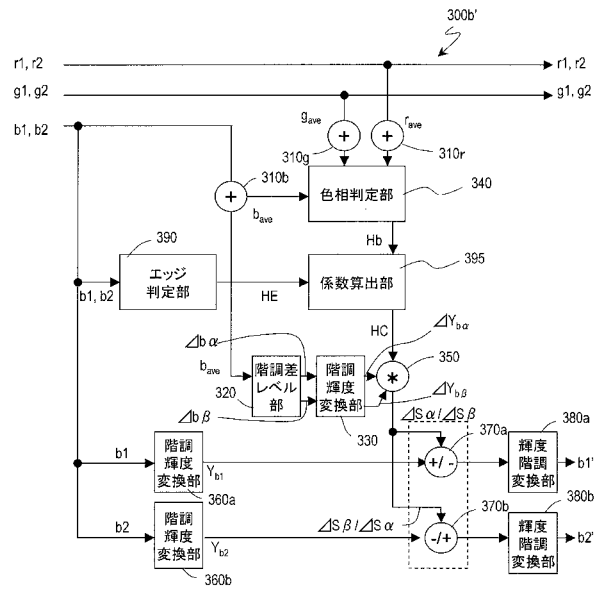 300b'
r1, r2
r1, r2
g1, g2
g1, g2
b1, b2
gave
rave
+
+
310g
310r
310b
+
bave
色相判定部
340
390
Hb
エッジ
判定部
b1, b2
HE
係数算出部
395
HC
⊿Ybα
⊿bα
bave
階調差
レベル
部
320
階調
輝度
変換部
330
*
350
⊿Ybβ
⊿bβ
⊿Sα/⊿Sβ
370a
380a
b1
階調
輝度
変換部
Yb1
360a
+/-
輝度
階調
変換部
b1'
370b
380b
b2
階調
輝度
変換部
Yb2
360b
⊿Sβ/⊿Sα
-/+
輝度
階調
変換部
b2'